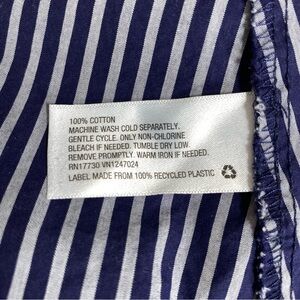 100% COTTON
MACHINE WASH COLD SEPARATELY.
GENTLE CYCLE. ONLY NON-CHLORINE
BLEACH IF NEEDED. TUMBLE DRY LOW.
REMOVE PROMPTLY. WARM IRON IF NEEDED.
RN17730 VN1247024
LABEL MADE FROM 100% RECYCLED PLASTIC